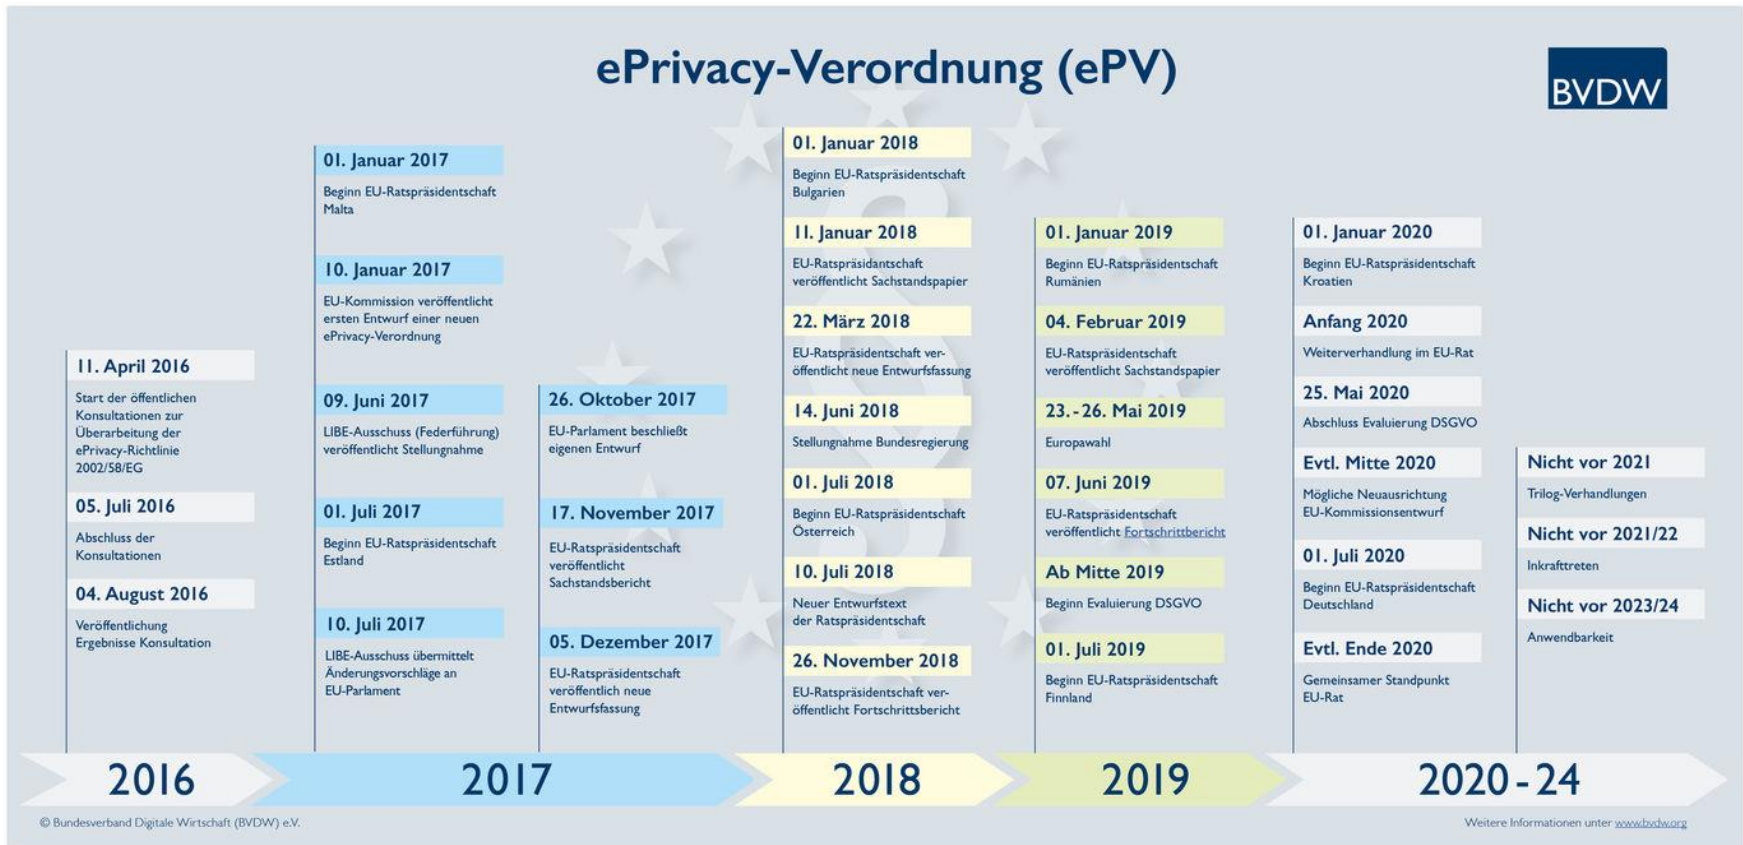 ePrivacy-Verordnung (ePV)
BVDW
11. April 2016
Start der öffentlichen
Konsultationen zur
Überarbeitung der
ePrivacy-Richtlinie
2002/58/EG
05. Juli 2016
Abschluss der
Konsultationen
04. August 2016
Veröffentlichung
Ergebnisse Konsultation
01. Januar 2017
Beginn EU-Ratspräsidentschaft
Malta
10. Januar 2017
EU-Kommission veröffentlicht
ersten Entwurf einer neuen
ePrivacy-Verordnung
09. Juni 2017
LIBE-Ausschuss (Federführung)
veröffentlicht Stellungnahme
01. Juli 2017
Beginn EU-Ratspräsidentschaft
Estland
10. Juli 2017
LIBE-Ausschuss übermittelt
Änderungsvorschläge an
EU-Parlament
26. Oktober 2017
EU-Parlament beschließt
eigenen Entwurf
17. November 2017
EU-Ratspräsidentschaft
veröffentlicht
Sachstandsbericht
05. Dezember 2017
EU-Ratspräsidentschaft
veröffentlich neue
Entwurfsfassung
01. Januar 2018
Beginn EU-Ratspräsidentschaft
Bulgarien
11. Januar 2018
EU-Ratspräsidantschaft
veröffentlicht Sachstandspapier
22. März 2018
EU-Ratspräsidentschaft ver-
öffentlicht neue Entwurfsfassung
14. Juni 2018
Stellungnahme Bundesregierung
01. Juli 2018
Beginn EU-Ratspräsidentschaft
Österreich
10. Juli 2018
Neuer Entwurfstext
der Ratspräsidentschaft
26. November 2018
EU-Ratspräsidentschaft ver-
öffentlicht Fortschrittsbericht
01. Januar 2019
Beginn EU-Ratspräsidentschaft
Rumänien
04. Februar 2019
EU-Ratspräsidentschaft
veröffentlicht Sachstandspapier
23.-26. Mai 2019
Europawahl
07. Juni 2019
EU-Ratspräsidentschaft
veröffentlicht Fortschrittbericht
Ab Mitte 2019
Beginn Evaluierung DSGVO
01. Juli 2019
Beginn EU-Ratspräsidentschaft
Finnland
01. Januar 2020
Beginn EU-Ratspräsidentschaft
Kroatien
Anfang 2020
Weiterverhandlung im EU-Rat
25. Mai 2020
Abschluss Evaluierung DSGVO
Evtl. Mitte 2020
Mögliche Neuausrichtung
EU-Kommissionsentwurf
01. Juli 2020
Beginn EU-Ratspräsidentschaft
Deutschland
Evtl. Ende 2020
Gemeinsamer Standpunkt
EU-Rat
Nicht vor 2021
Trilog-Verhandlungen
Nicht vor 2021/22
Inkrafttreten
Nicht vor 2023/24
Anwendbarkeit
2016
2017
2018
2019
2020-24
© Bundesverband Digitale Wirtschaft (BVDW) e.V.
Weitere Informationen unter www.bvdw.org